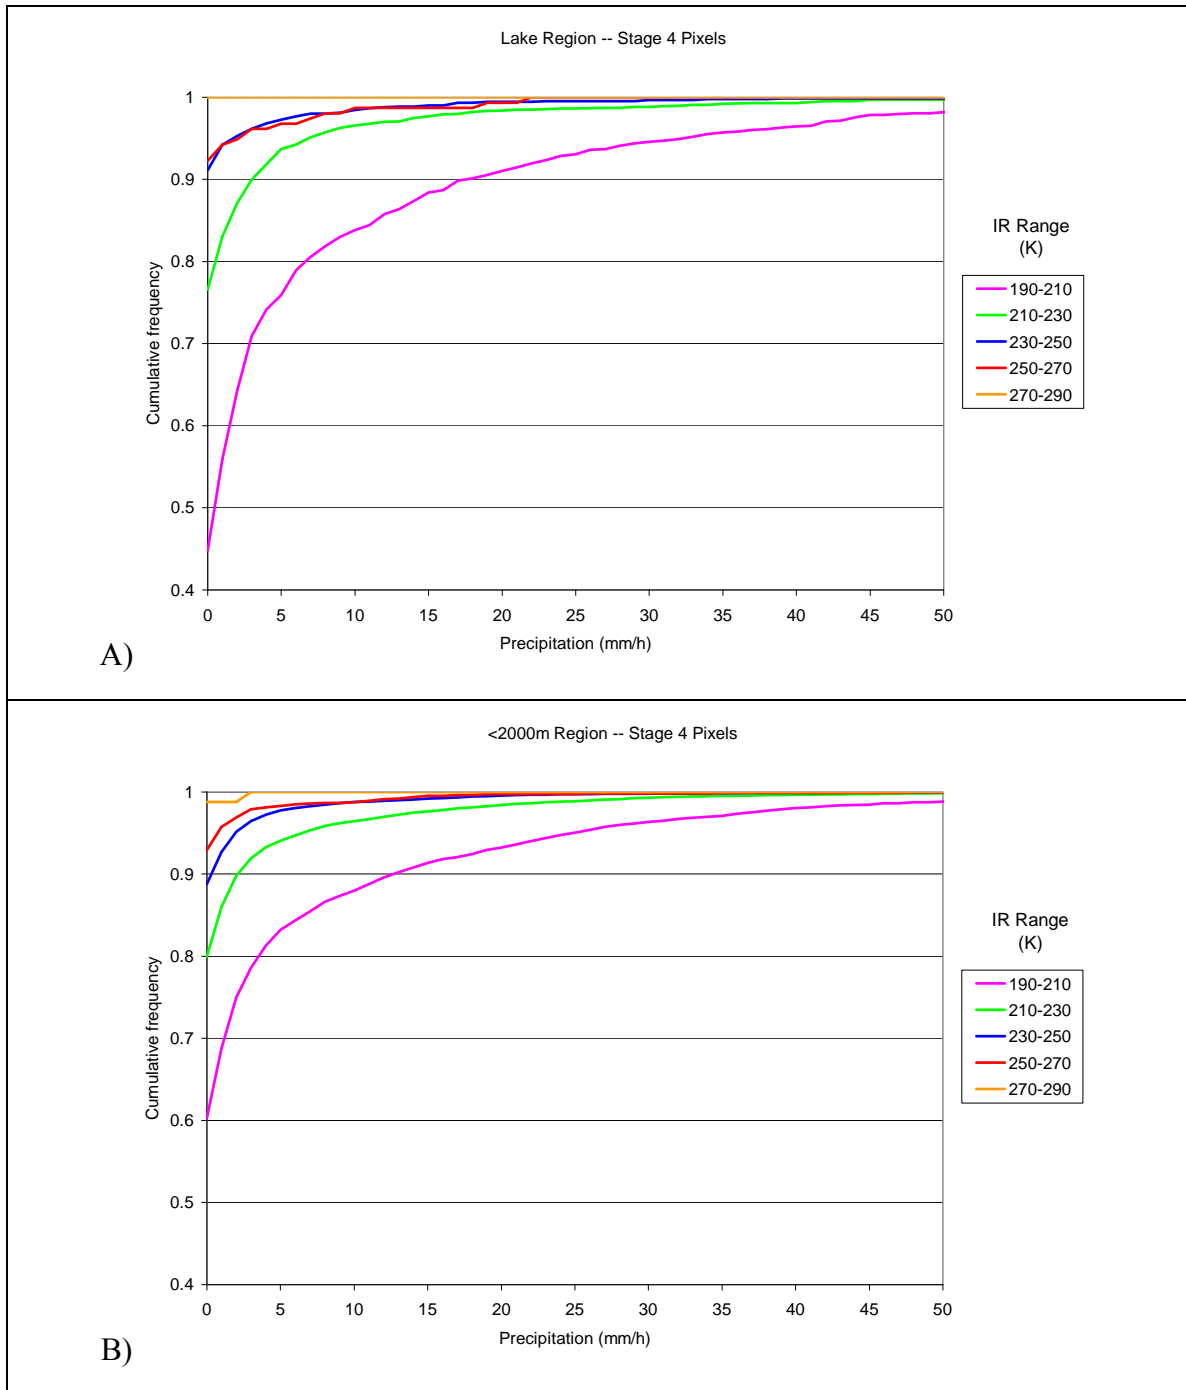 Lake Region -- Stage 4 Pixels
1
0.9
0.8
0.7
0.6
0.5
0.4
Cumulative frequency
0 5 10 15 20 25 30 35 40 45 50
Precipitation (mm/h)
IR Range
(K)
190-210
210-230
230-250
250-270
270-290
A)
<2000m Region -- Stage 4 Pixels
1
0.9
0.8
0.7
0.6
0.5
0.4
Cumulative frequency
0 5 10 15 20 25 30 35 40 45 50
Precipitation (mm/h)
IR Range
(K)
190-210
210-230
230-250
250-270
270-290
B)